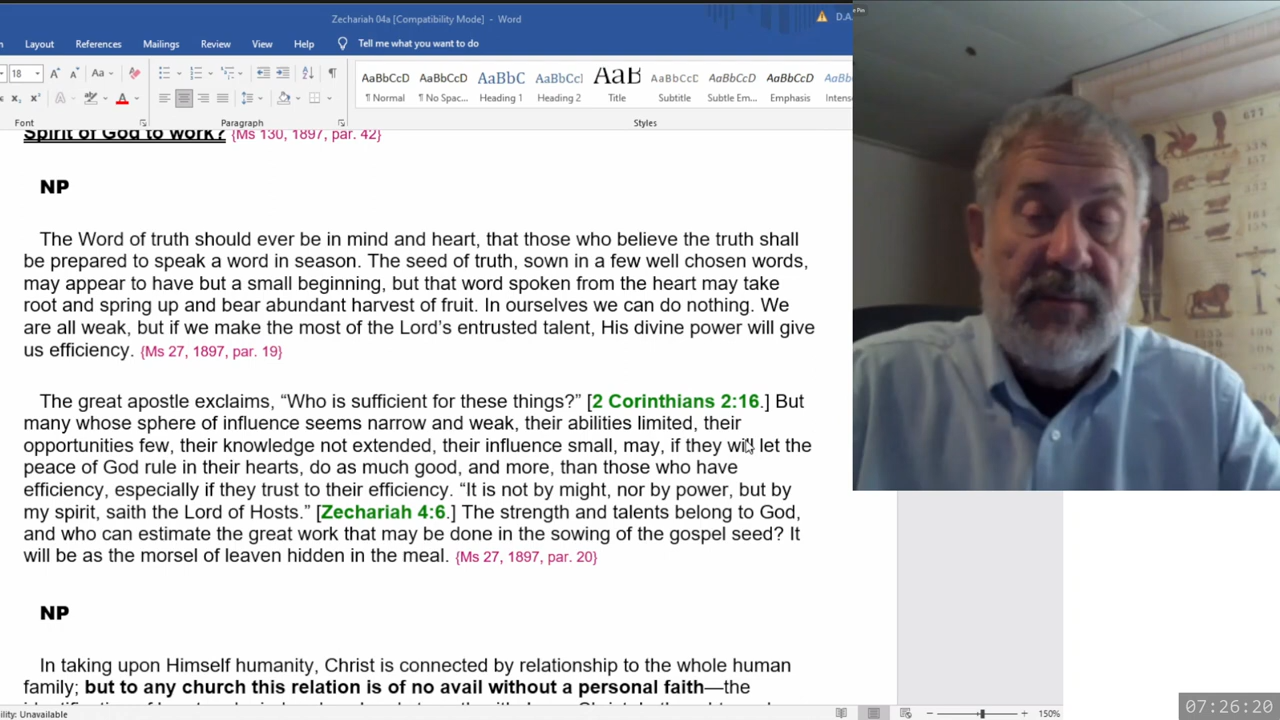 Zechariah 04a [Compatibility Mode] - Word
D.A.
Layout References Mailings Review View Help Tell me what you want to do
18
Aa
AaBbCcD AaBbCcD AaBbC AaBbCcl AaB AaBbCcD AaBbCcD AaBbCcD AaBb
¶ Normal ¶ No Spac... Heading 1 Heading 2 Title Subtitle Subtle Em... Emphasis Intens
Font Paragraph Styles
Spirit of God to work? {Ms 130, 1897, par. 42}
NP
The Word of truth should ever be in mind and heart, that those who believe the truth shall
be prepared to speak a word in season. The seed of truth, sown in a few well chosen words,
may appear to have but a small beginning, but that word spoken from the heart may take
root and spring up and bear abundant harvest of fruit. In ourselves we can do nothing. We
are all weak, but if we make the most of the Lord’s entrusted talent, His divine power will give
us efficiency. {Ms 27, 1897, par. 19}
The great apostle exclaims, “Who is sufficient for these things?” [2 Corinthians 2:16.] But
many whose sphere of influence seems narrow and weak, their abilities limited, their
opportunities few, their knowledge not extended, their influence small, may, if they will let the
peace of God rule in their hearts, do as much good, and more, than those who have
efficiency, especially if they trust to their efficiency. “It is not by might, nor by power, but by
my spirit, saith the Lord of Hosts.” [Zechariah 4:6.] The strength and talents belong to God,
and who can estimate the great work that may be done in the sowing of the gospel seed? It
will be as the morsel of leaven hidden in the meal. {Ms 27, 1897, par. 20}
NP
In taking upon Himself humanity, Christ is connected by relationship to the whole human
family; but to any church this relation is of no avail without a personal faith—the
ility: Unavailable
150%
677
07:26:20